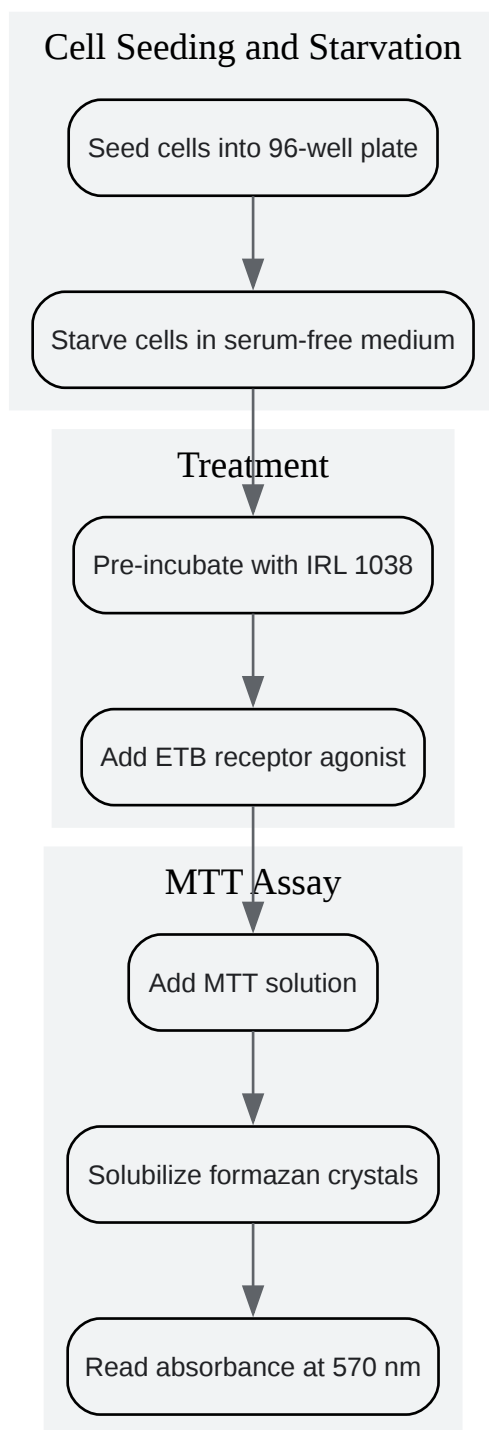 Cell Seeding and Starvation
Seed cells into 96-well plate
Starve cells in serum-free medium
Treatment
Pre-incubate with IRL 1038
Add ETB receptor agonist
MTT Assay
Add MTT solution
Solubilize formazan crystals
Read absorbance at 570 nm